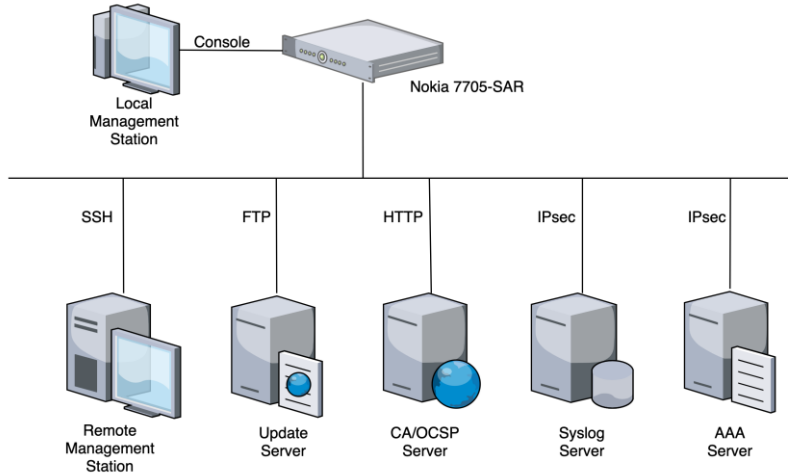 Console
Nokia 7705-SAR
Local
Management
Station
SSH
FTP
HTTP
IPsec
IPsec
Remote
Management
Station
Update
Server
CA/OCSP
Server
Syslog
Server
AAA
Server